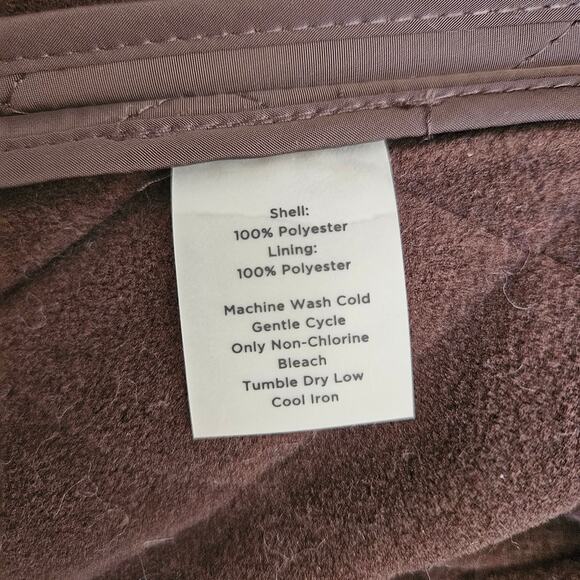 Shell:
100% Polyester
Lining:
100% Polyester
Machine Wash Cold
Gentle Cycle
Only Non-Chlorine
Bleach
Tumble Dry Low
Cool Iron